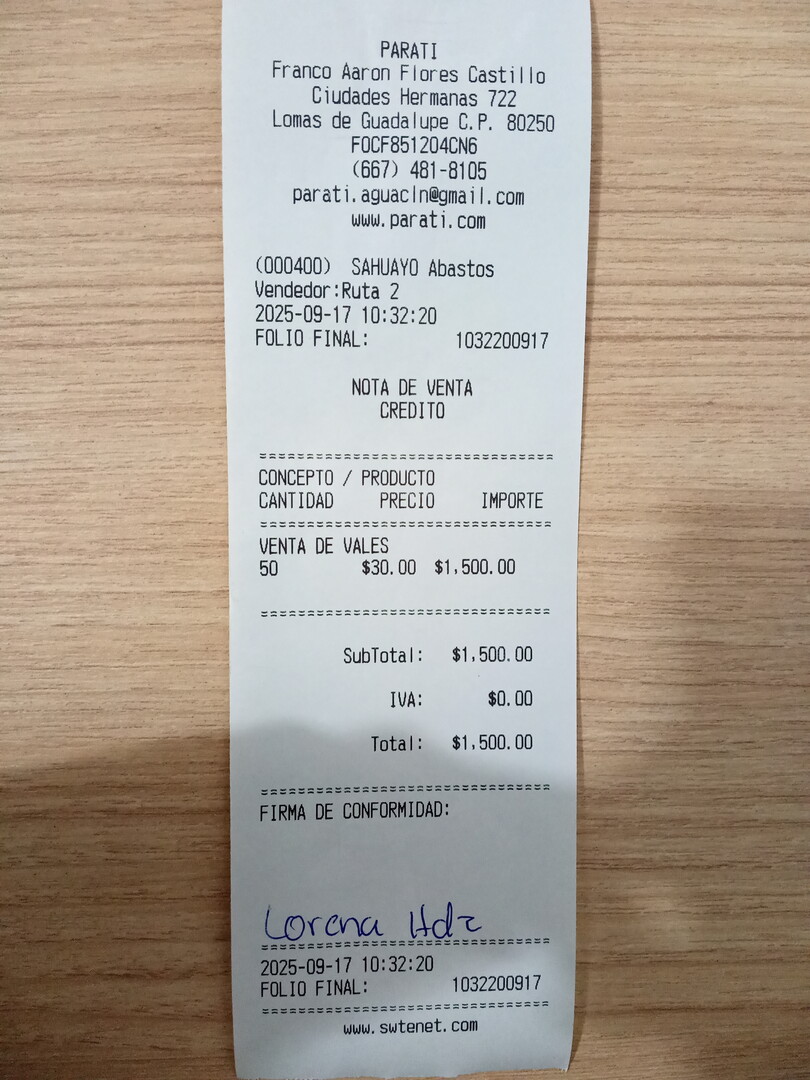 PARATI
Franco Aaron Flores Castillo
Ciudades Hermanas 722
Lomas de Guadalupe C.P. 80250
FOCF851204CN6
(667) 481-8105
parati.aguacln@gmail.com
www.parati.com
(000400) SAHUAYO Abastos
Vendedor:Ruta 2
2025-09-17 10:32:20
FOLIO FINAL: 1032200917
NOTA DE VENTA
CREDITO
===============================
CONCEPTO / PRODUCTO
CANTIDAD PRECIO IMPORTE
===============================
VENTA DE VALES
50 $30.00 $1,500.00
===============================
SubTotal: $1,500.00
IVA: $0.00
Total: $1,500.00
===============================
FIRMA DE CONFORMIDAD:
Lorena Hdz
===============================
2025-09-17 10:32:20
FOLIO FINAL: 1032200917
===============================
www.swtenet.com